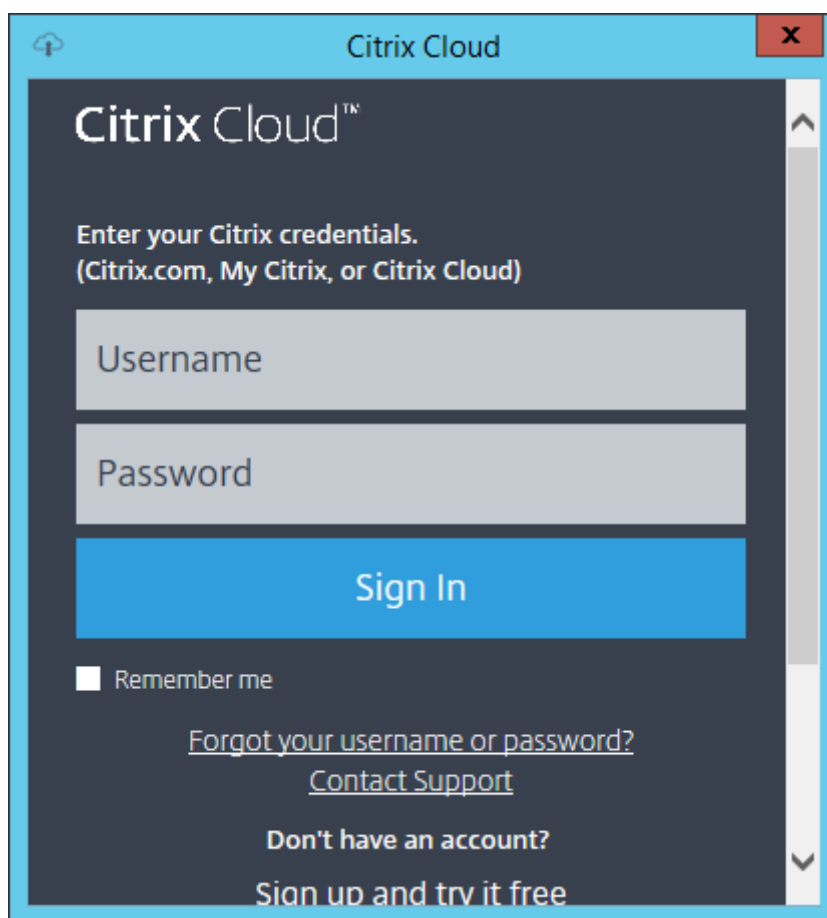 Citrix Cloud
Citrix Cloud™
Enter your Citrix credentials.
(Citrix.com, My Citrix, or Citrix Cloud)
Username
Password
Sign In
Remember me
Forgot your username or password?
Contact Support
Don't have an account?
Sign up and try it free